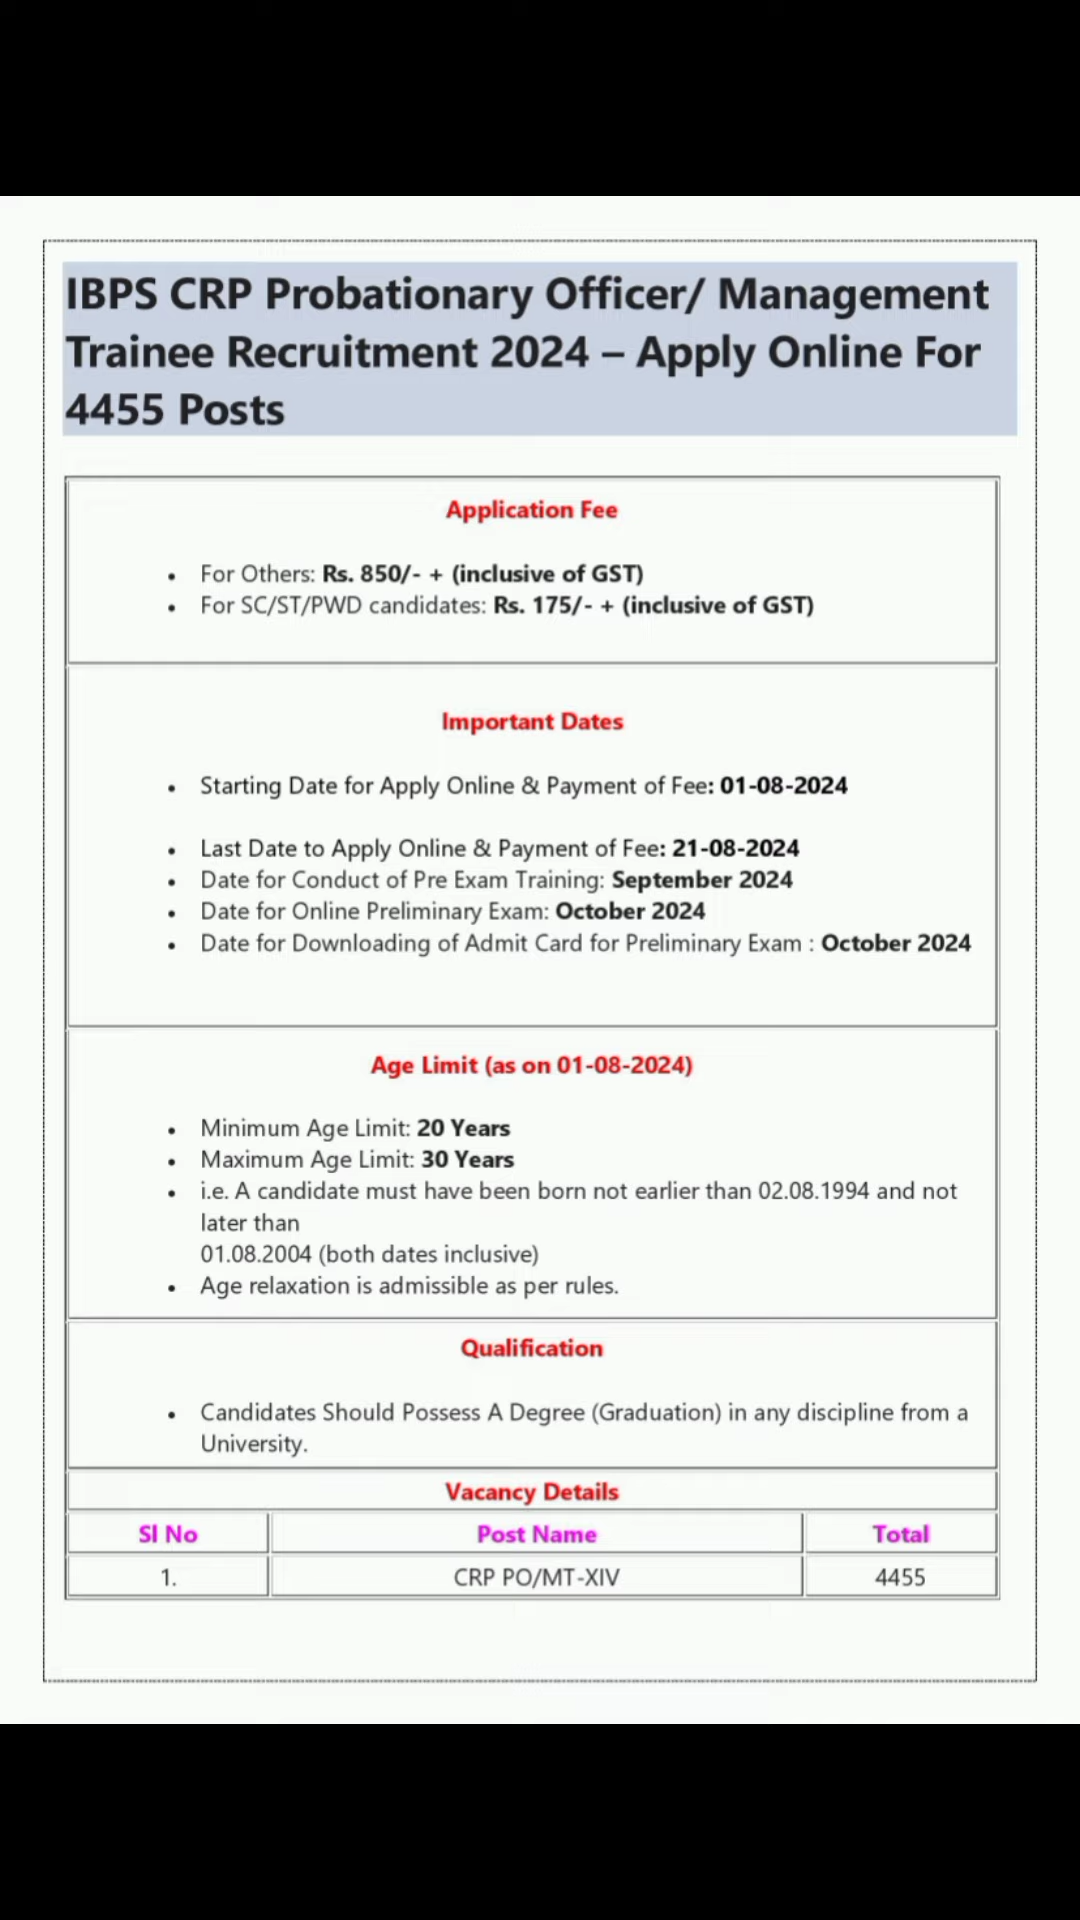 IBPS CRP Probationary Officer/ Management
Trainee Recruitment 2024 – Apply Online For
4455 Posts
Application Fee
• For Others: Rs. 850/- + (inclusive of GST)
• For SC/ST/PWD candidates: Rs. 175/- + (inclusive of GST)
Important Dates
• Starting Date for Apply Online & Payment of Fee: 01-08-2024
• Last Date to Apply Online & Payment of Fee: 21-08-2024
• Date for Conduct of Pre Exam Training: September 2024
• Date for Online Preliminary Exam: October 2024
• Date for Downloading of Admit Card for Preliminary Exam : October 2024
Age Limit (as on 01-08-2024)
• Minimum Age Limit: 20 Years
• Maximum Age Limit: 30 Years
• i.e. A candidate must have been born not earlier than 02.08.1994 and not
later than
01.08.2004 (both dates inclusive)
• Age relaxation is admissible as per rules.
Qualification
• Candidates Should Possess A Degree (Graduation) in any discipline from a
University.
Vacancy Details
Sl No Post Name Total
1. CRP PO/MT-XIV 4455